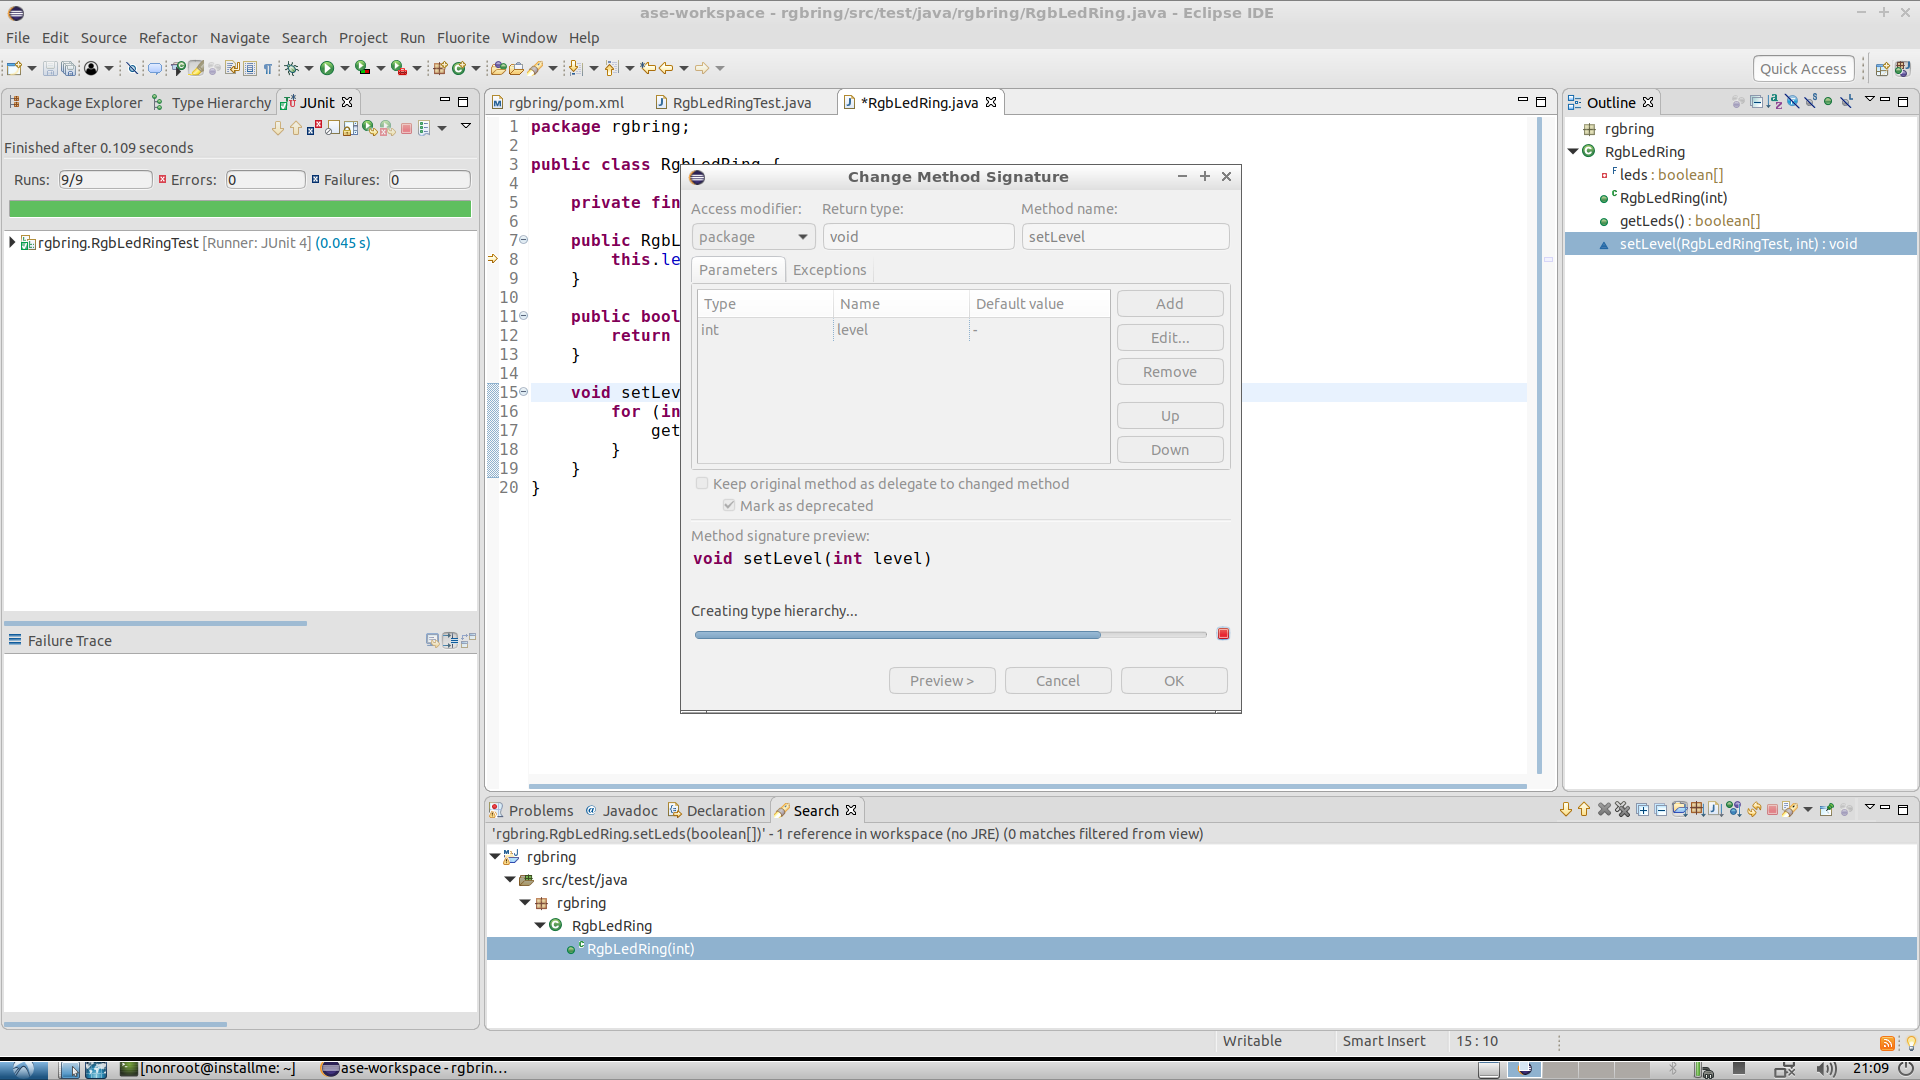 ase-workspace - rgbring/src/test/java/rgbring/RgbLedRing.java - Eclipse IDE
File Edit Source Refactor Navigate Search Project Run Fluorite Window Help
Quick Access
Package Explorer Type Hierarchy JUnit
Finished after 0.109 seconds
Runs: 9/9 Errors: 0 Failures: 0
rgbring.RgbLedRingTest [Runner: JUnit 4] (0.045 s)
Failure Trace
rgbring/pom.xml RgbLedRingTest.java *RgbLedRing.java
1 package rgbring;
2
3 public class RgbLedRing {
4
5 private fin
6
7 public RgbL
8 this.le
9 }
10
11 public bool
12 return
13 }
14
15 void setLev
16 for (in
17 get
18 }
19 }
20 }
Change Method Signature
Access modifier: Return type: Method name:
package void setLevel
Parameters Exceptions
Type Name Default value
int level -
Add
Edit...
Remove
Up
Down
Keep original method as delegate to changed method
Mark as deprecated
Method signature preview:
void setLevel(int level)
Creating type hierarchy...
Preview > Cancel OK
Outline
rgbring
RgbLedRing
leds : boolean[]
RgbLedRing(int)
getLeds() : boolean[]
setLevel(RgbLedRingTest, int) : void
Problems Javadoc Declaration Search
'rgbring.RgbLedRing.setLeds(boolean[])' - 1 reference in workspace (no JRE) (0 matches filtered from view)
rgbring
src/test/java
rgbring
RgbLedRing
RgbLedRing(int)
Writable Smart Insert 15 : 10
[nonroot@installme: ~] ase-workspace - rgbrin... 21:09